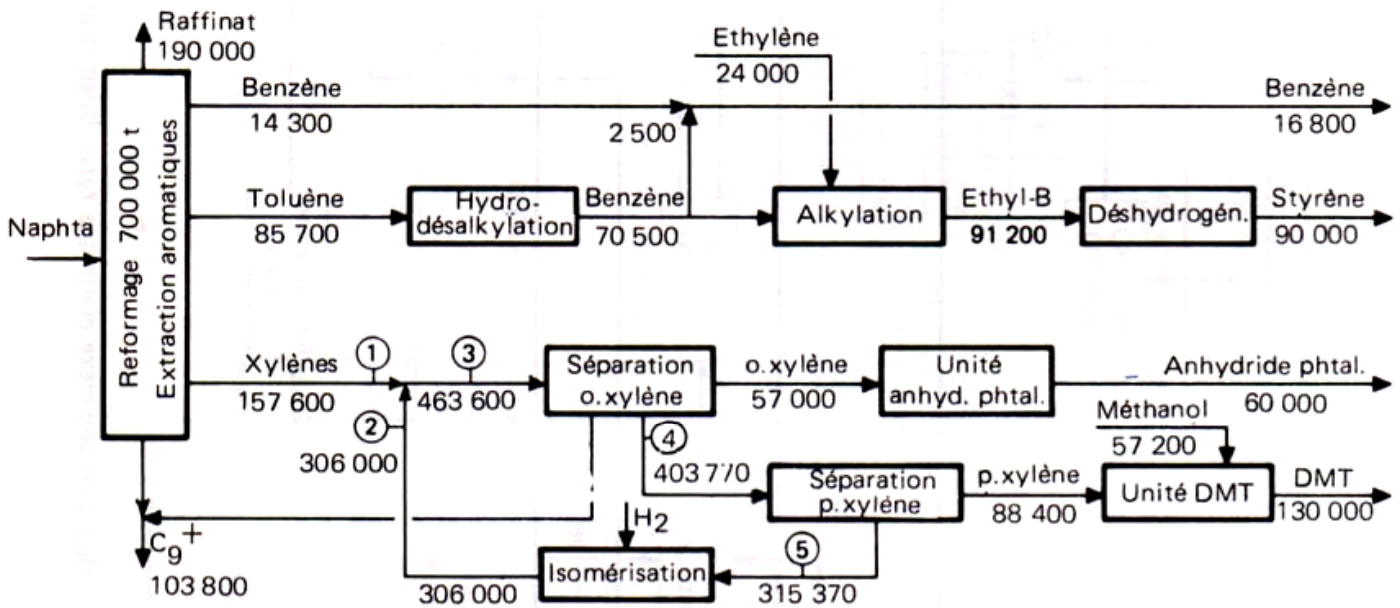 Raffinat
190 000
Ethylène
24 000
Benzène
14 300
2 500
Benzène
16 800
Naphta
Reformage 700 000 t
Extraction aromatiques
Toluène
85 700
Hydro-
désalkylation
Benzène
70 500
Alkylation
Ethyl-B
91 200
Déshydrogén.
Styrène
90 000
Xylènes
157 600
1
3
463 600
Séparation
o.xylène
o.xylène
57 000
Unité
anhyd. phtal.
Anhydride phtal.
60 000
2
306 000
4
403 770
Séparation
p.xylène
p.xylène
88 400
Méthanol
57 200
Unité DMT
DMT
130 000
C9+
103 800
306 000
H2
Isomérisation
5
315 370